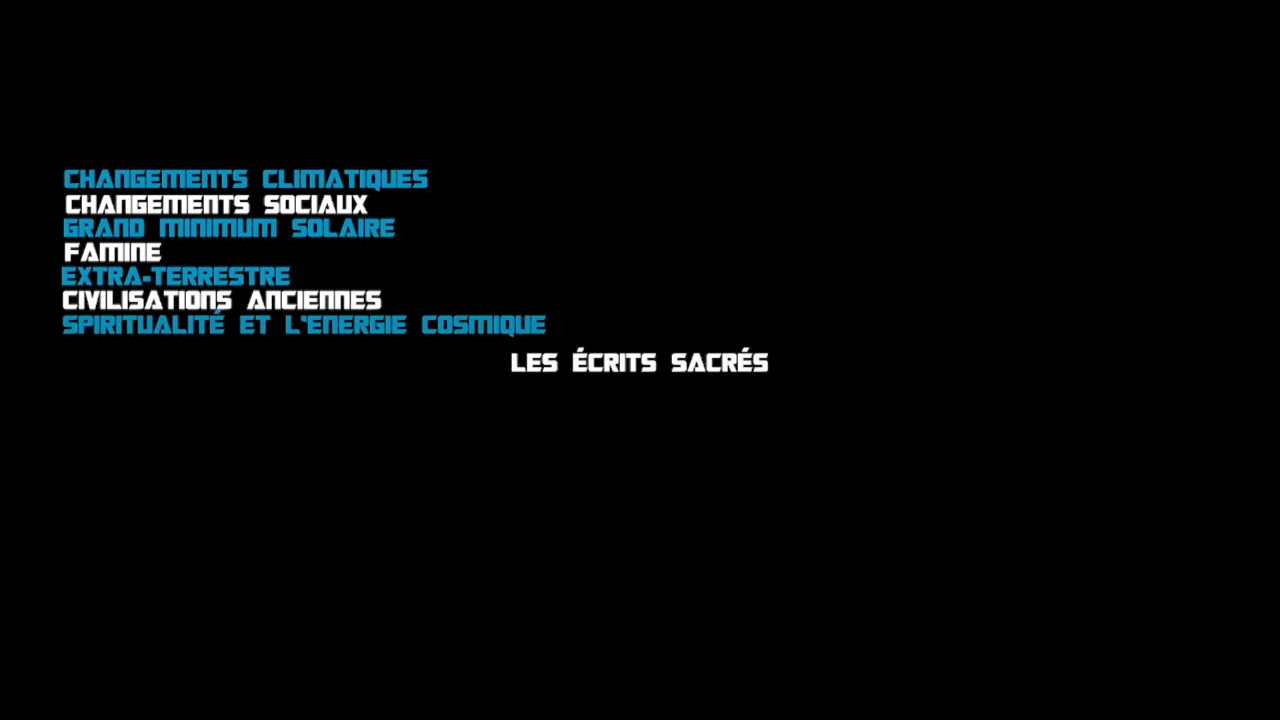 CHANGEMENTS CLIMATIQUES
CHANGEMENTS SOCIAUX
GRAND MINIMUM SOLAIRE
FAMINE
EXTRA-TERRESTRE
CIVILISATIONS ANCIENNES
SPIRITUALITÉ ET L'ENERGIE COSMIQUE
LES ÉCRITS SACRÉS